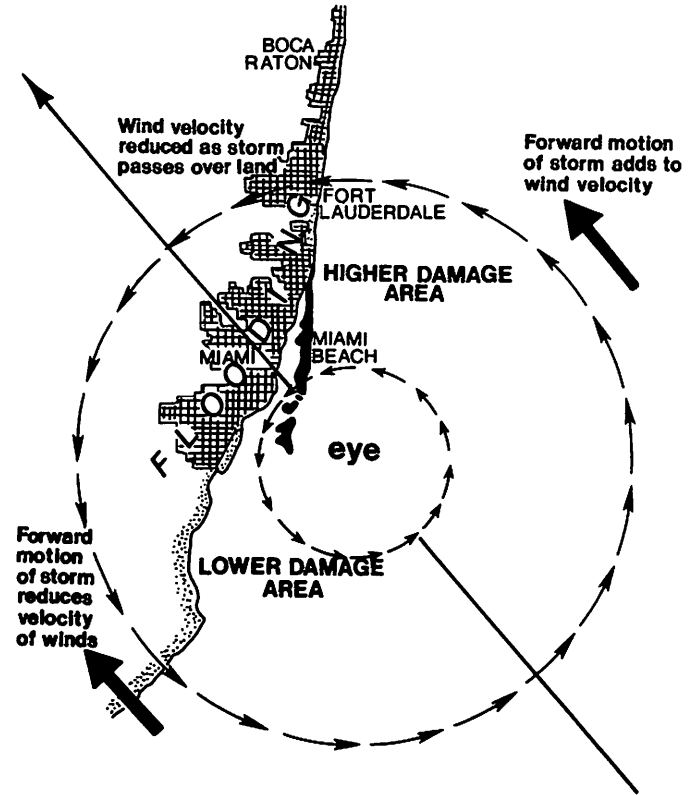 BOCA
RATON
Wind velocity
reduced as storm
passes over land
Forward motion
of storm adds to
wind velocity
FORT
LAUDERDALE
HIGHER DAMAGE
AREA
MIAMI
BEACH
MIAMI
FLOODING
eye
Forward
motion
of storm
reduces
velocity
of winds
LOWER DAMAGE
AREA